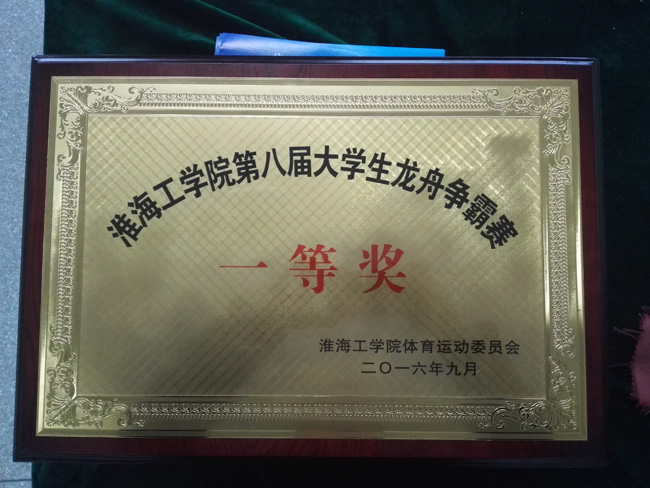 淮海工学院第八届大学生龙舟争霸赛
一等奖
淮海工学院体育运动委员会
二〇一六年九月